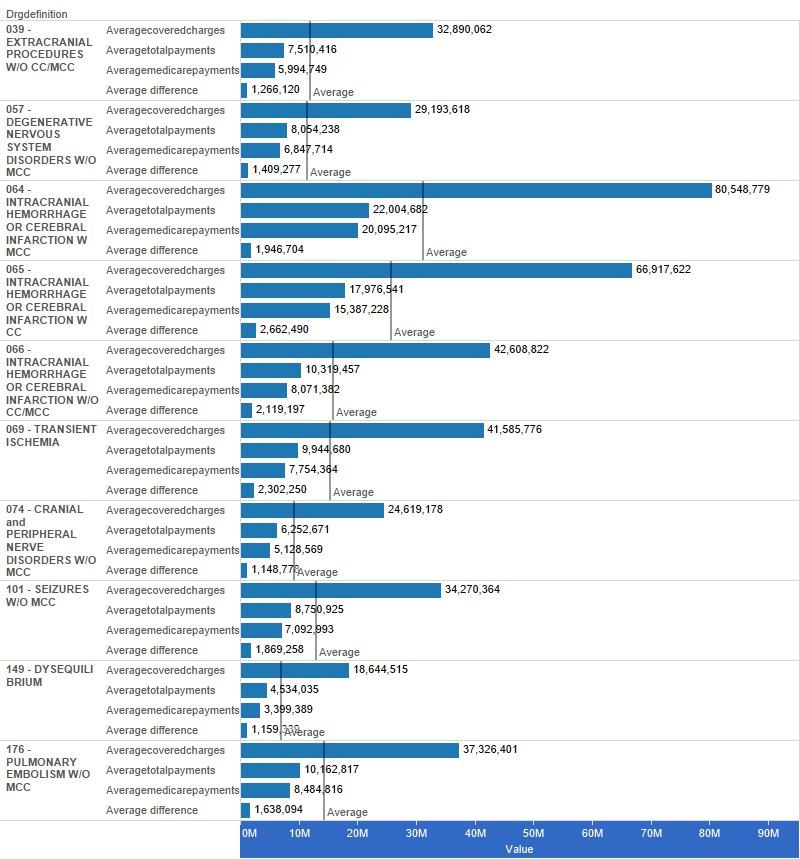 Drgdefinition
039 -
EXTRACRANIAL
PROCEDURES
W/O CC/MCC
Averagecoveredcharges 32,890,062
Averagetotalpayments 7,510,416
Averagemedicarepayments 5,994,749
Average difference 1,266,120 Average
057 -
DEGENERATIVE
NERVOUS
SYSTEM
DISORDERS W/O
MCC
Averagecoveredcharges 29,193,618
Averagetotalpayments 8,054,238
Averagemedicarepayments 6,847,714
Average difference 1,409,277 Average
064 -
INTRACRANIAL
HEMORRHAGE
OR CEREBRAL
INFARCTION W
MCC
Averagecoveredcharges 80,548,779
Averagetotalpayments 22,004,682
Averagemedicarepayments 20,095,217
Average difference 1,946,704 Average
065 -
INTRACRANIAL
HEMORRHAGE
OR CEREBRAL
INFARCTION W
CC
Averagecoveredcharges 66,917,622
Averagetotalpayments 17,976,541
Averagemedicarepayments 15,387,228
Average difference 2,662,490 Average
066 -
INTRACRANIAL
HEMORRHAGE
OR CEREBRAL
INFARCTION W/O
CC/MCC
Averagecoveredcharges 42,608,822
Averagetotalpayments 10,319,457
Averagemedicarepayments 8,071,382
Average difference 2,119,197 Average
069 - TRANSIENT
ISCHEMIA
Averagecoveredcharges 41,585,776
Averagetotalpayments 9,944,680
Averagemedicarepayments 7,754,364
Average difference 2,302,250 Average
074 - CRANIAL
and
PERIPHERAL
NERVE
DISORDERS W/O
MCC
Averagecoveredcharges 24,619,178
Averagetotalpayments 6,252,671
Averagemedicarepayments 5,128,569
Average difference Average
101 - SEIZURES
W/O MCC
Averagecoveredcharges 34,270,364
Averagetotalpayments 8,750,925
Averagemedicarepayments 7,092,993
Average difference 1,869,258 Average
149 - DYSEQUILI
BRIUM
Averagecoveredcharges 18,644,515
Averagetotalpayments 4,534,035
Averagemedicarepayments 3,399,389
Average difference Average
176 -
PULMONARY
EMBOLISM W/O
MCC
Averagecoveredcharges 37,326,401
Averagetotalpayments 10,162,817
Averagemedicarepayments 8,484,816
Average difference 1,638,094 Average
0M 10M 20M 30M 40M 50M 60M 70M 80M 90M
Value